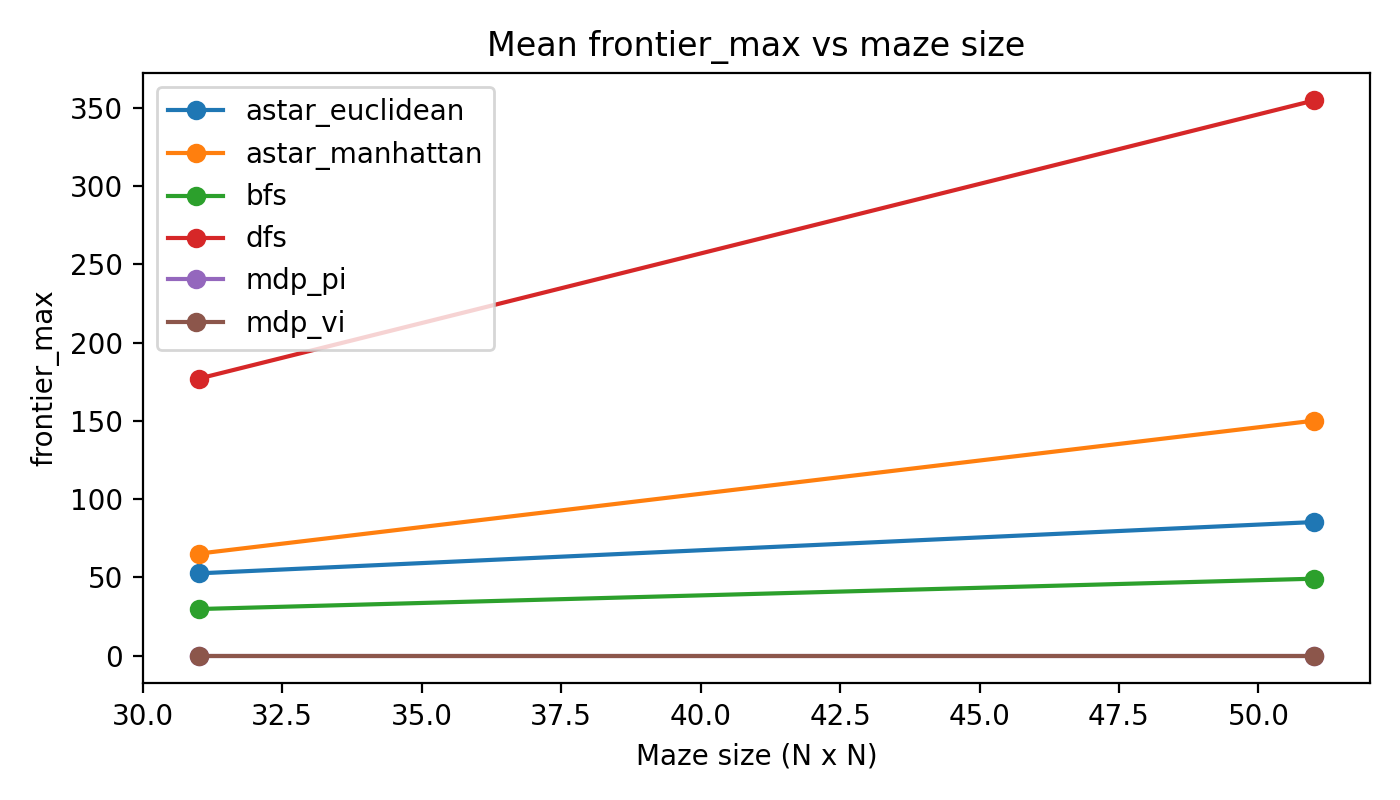 Mean frontier_max vs maze size
astar_euclidean
astar_manhattan
bfs
dfs
mdp_pi
mdp_vi
frontier_max
350
300
250
200
150
100
50
0
30.0 32.5 35.0 37.5 40.0 42.5 45.0 47.5 50.0
Maze size (N x N)